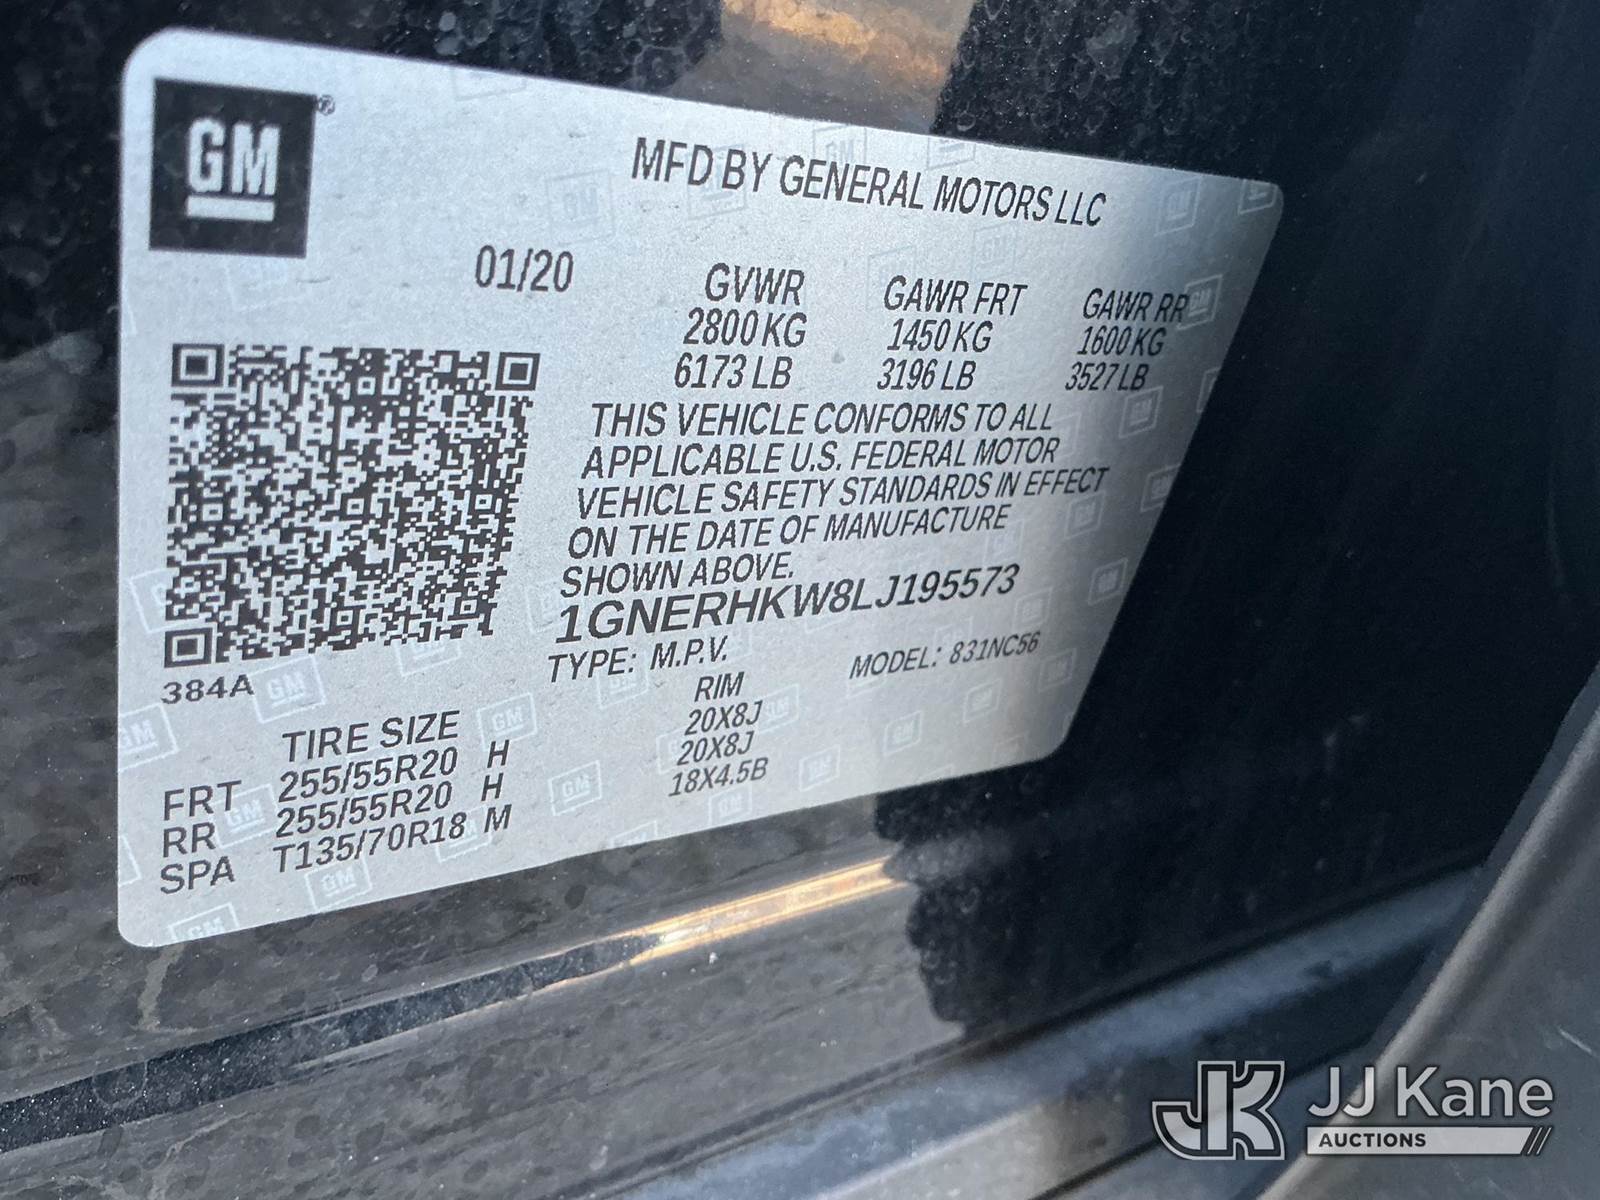 GM®
MFD BY GENERAL MOTORS LLC
01/20
GVWR GAWR FRT GAWR RR
2800 KG 1450 KG 1600 KG
6173 LB 3196 LB 3527 LB
THIS VEHICLE CONFORMS TO ALL
APPLICABLE U.S. FEDERAL MOTOR
VEHICLE SAFETY STANDARDS IN EFFECT
ON THE DATE OF MANUFACTURE
SHOWN ABOVE.
1GNERHKW8LJ195573
TYPE: M.P.V. MODEL: 831NC56
384A
TIRE SIZE RIM
FRT 255/55R20 H 20X8J
RR 255/55R20 H 20X8J
SPA T135/70R18 M 18X4.5B
JK JJ Kane
AUCTIONS